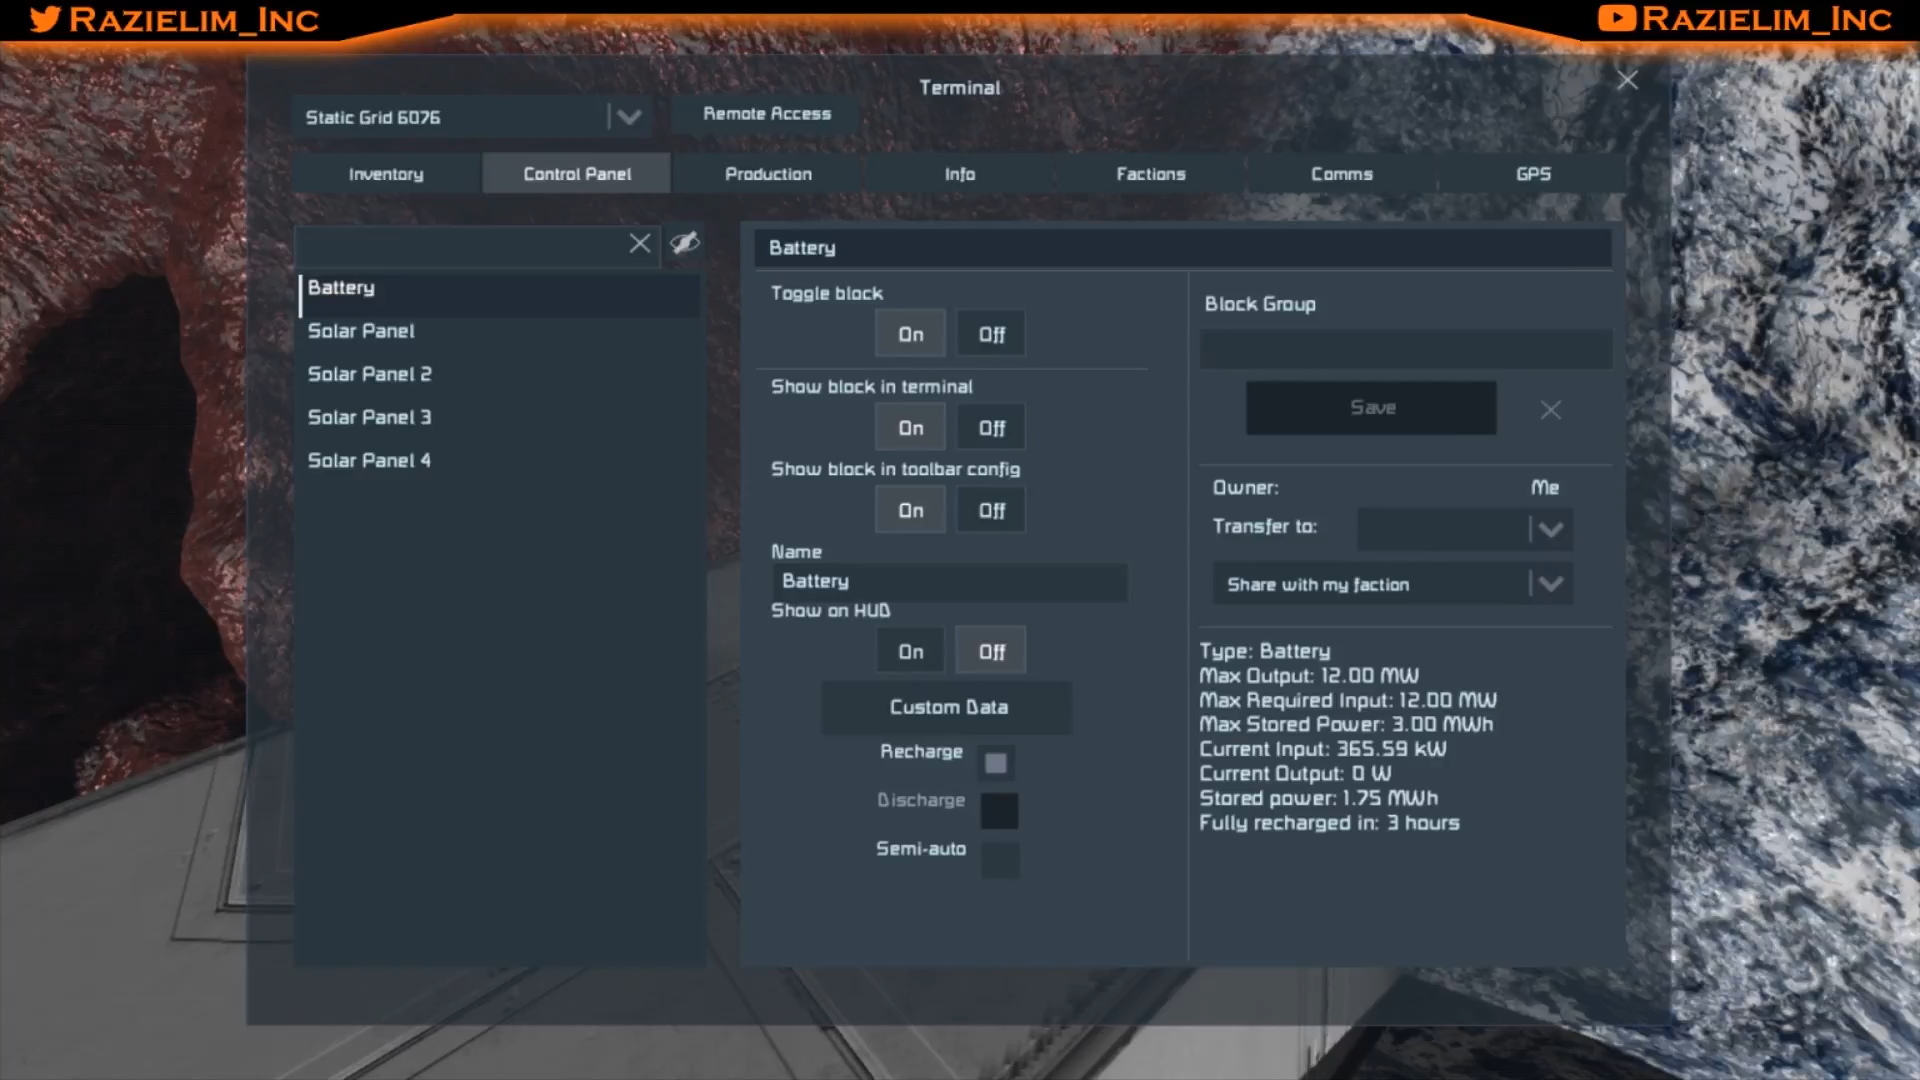 RAZIELIM_INC
RAZIELIM_INC
Terminal
Static Grid 6076
Remote Access
Inventory
Control Panel
Production
Info
Factions
Comms
GPS
Battery
Solar Panel
Solar Panel 2
Solar Panel 3
Solar Panel 4
Battery
Toggle block
On Off
Show block in terminal
On Off
Show block in toolbar config
On Off
Name
Battery
Show on HUD
On Off
Custom Data
Recharge
Discharge
Semi-auto
Block Group
Save
Owner: Me
Transfer to:
Share with my faction
Type: Battery
Max Output: 12.00 MW
Max Required Input: 12.00 MW
Max Stored Power: 3.00 MWh
Current Input: 365.59 kW
Current Output: 0 W
Stored power: 1.75 MWh
Fully recharged in: 3 hours